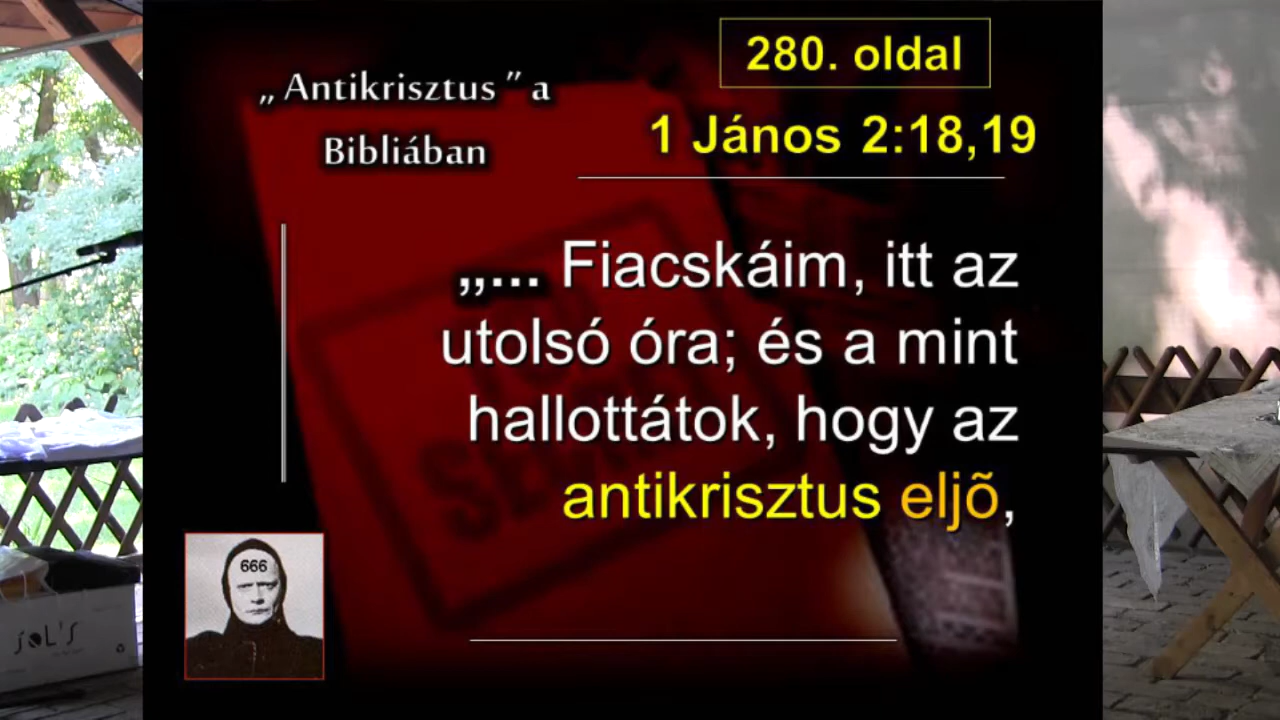 „Antikrisztus” a
Bibliában
280. oldal
1 János 2:18,19
„... Fiacskáim, itt az
utolsó óra; és a mint
hallottátok, hogy az
antikrisztus eljõ,
666
SOL'S